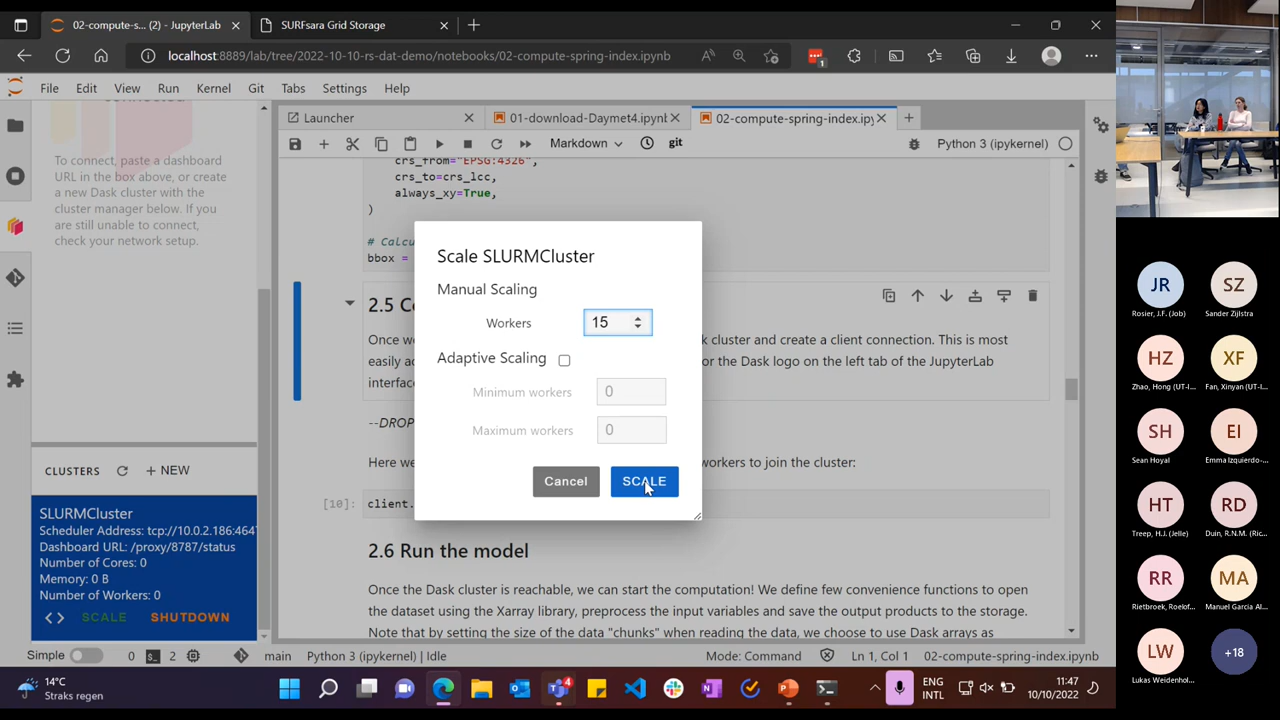 02-compute-s... (2) - JupyterLab
SURFsara Grid Storage
localhost:8889/lab/tree/2022-10-10-rs-dat-demo/notebooks/02-compute-spring-index.ipynb
1
File Edit View Run Kernel Git Tabs Settings Help
Launcher
01-download-Daymet4.ipynb
02-compute-spring-index.ipy
Markdown
git
Python 3 (ipykernel)
To connect, paste a dashboard
URL in the box above, or create
a new Dask cluster with the
cluster manager below. If you
are still unable to connect,
check your network setup.
CLUSTERS
+ NEW
SLURMCluster
Scheduler Address: tcp://10.0.2.186:464
Dashboard URL: /proxy/8787/status
Number of Cores: 0
Memory: 0 B
Number of Workers: 0
<> SCALE SHUTDOWN
crs_from="EPSG:4326",
crs_to=crs_lcc,
always_xy=True,
)
# Calcu
bbox =
2.5 C
Once we
k cluster and create a client connection. This is most
easily ac
or the Dask logo on the left tab of the JupyterLab
interfac
--DROP
Here we
workers to join the cluster:
[10]: client.
2.6 Run the model
Once the Dask cluster is reachable, we can start the computation! We define few convenience functions to open
the dataset using the Xarray library, preprocess the input variables and save the output products to the storage.
Note that by setting the size of the data "chunks" when reading the data, we choose to use Dask arrays as
Scale SLURMCluster
Manual Scaling
Workers 15
Adaptive Scaling
Minimum workers 0
Maximum workers 0
Cancel SCALE
Simple 0 2 main Python 3 (ipykernel) | Idle Mode: Command Ln 1, Col 1 02-compute-spring-index.ipynb
14°C
Straks regen
4
ENG
INTL
11:47
10/10/2022
JR
Rosier, J.F. (Job)
SZ
Sander Zijlstra
HZ
Zhao, Hong (UT-I...
XF
Fan, Xinyan (UT-I...
SH
Sean Hoyal
EI
Emma Izquierdo-...
HT
Treep, H.J. (Jelle)
RD
Duin, R.N.M. (Ric...
RR
Rietbroek, Roelof...
MA
Manuel Garcia Al...
LW
Lukas Weidenhol...
+18